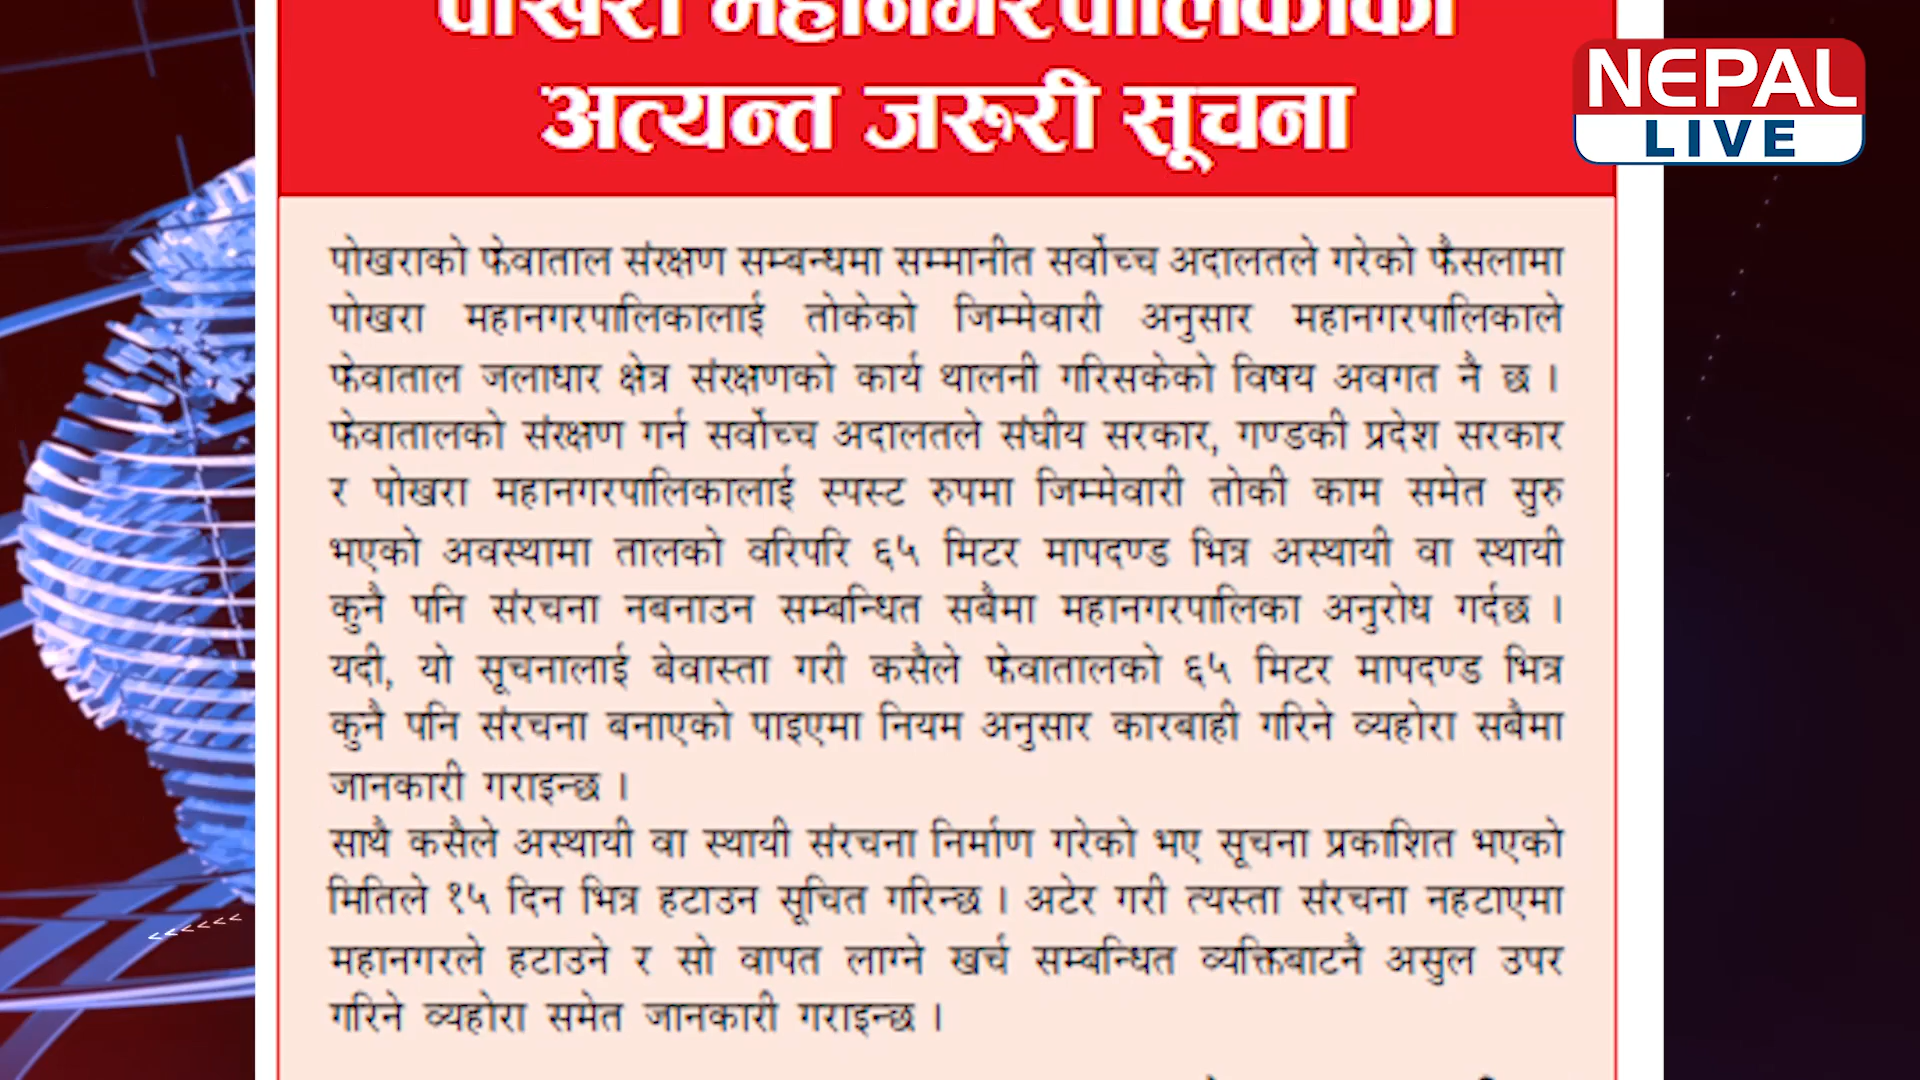 पोखरा महानगरपालिकाको
अत्यन्त जरूरी सूचना
NEPAL
LIVE
पोखराको फेवाताल संरक्षण सम्बन्धमा सम्मानीत सर्वोच्च अदालतले गरेको फैसलामा
पोखरा महानगरपालिकालाई तोकेको जिम्मेवारी अनुसार महानगरपालिकाले
फेवाताल जलाधार क्षेत्र संरक्षणको कार्य थालनी गरिसकेको विषय अवगत नै छ ।
फेवातालको संरक्षण गर्न सर्वोच्च अदालतले संघीय सरकार, गण्डकी प्रदेश सरकार
र पोखरा महानगरपालिकालाई स्पस्ट रुपमा जिम्मेवारी तोकी काम समेत सुरु
भएको अवस्थामा तालको वरिपरि ६५ मिटर मापदण्ड भित्र अस्थायी वा स्थायी
कुनै पनि संरचना नबनाउन सम्बन्धित सबैमा महानगरपालिका अनुरोध गर्दछ ।
यदी, यो सूचनालाई बेवास्ता गरी कसैले फेवातालको ६५ मिटर मापदण्ड भित्र
कुनै पनि संरचना बनाएको पाइएमा नियम अनुसार कारबाही गरिने व्यहोरा सबैमा
जानकारी गराइन्छ ।
साथै कसैले अस्थायी वा स्थायी संरचना निर्माण गरेको भए सूचना प्रकाशित भएको
मितिले १५ दिन भित्र हटाउन सूचित गरिन्छ । अटेर गरी त्यस्ता संरचना नहटाएमा
महानगरले हटाउने र सो वापत लाग्ने खर्च सम्बन्धित व्यक्तिबाटनै असुल उपर
गरिने व्यहोरा समेत जानकारी गराइन्छ ।